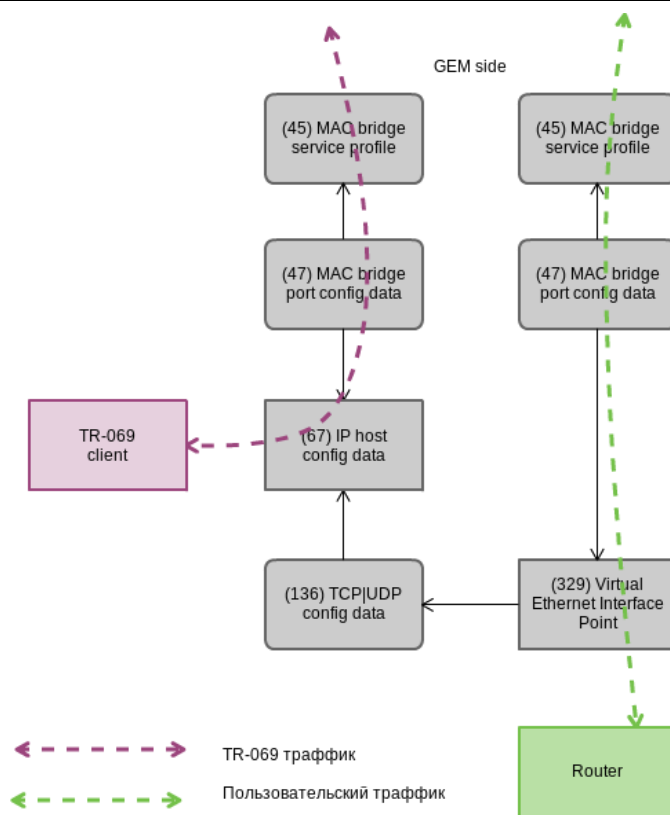 GEM side
(45) MAC bridge
service profile
(45) MAC bridge
service profile
(47) MAC bridge
port config data
(47) MAC bridge
port config data
TR-069
client
(67) IP host
config data
(136) TCP|UDP
config data
(329) Virtual
Ethernet Interface
Point
TR-069 траффик
Пользовательский траффик
Router